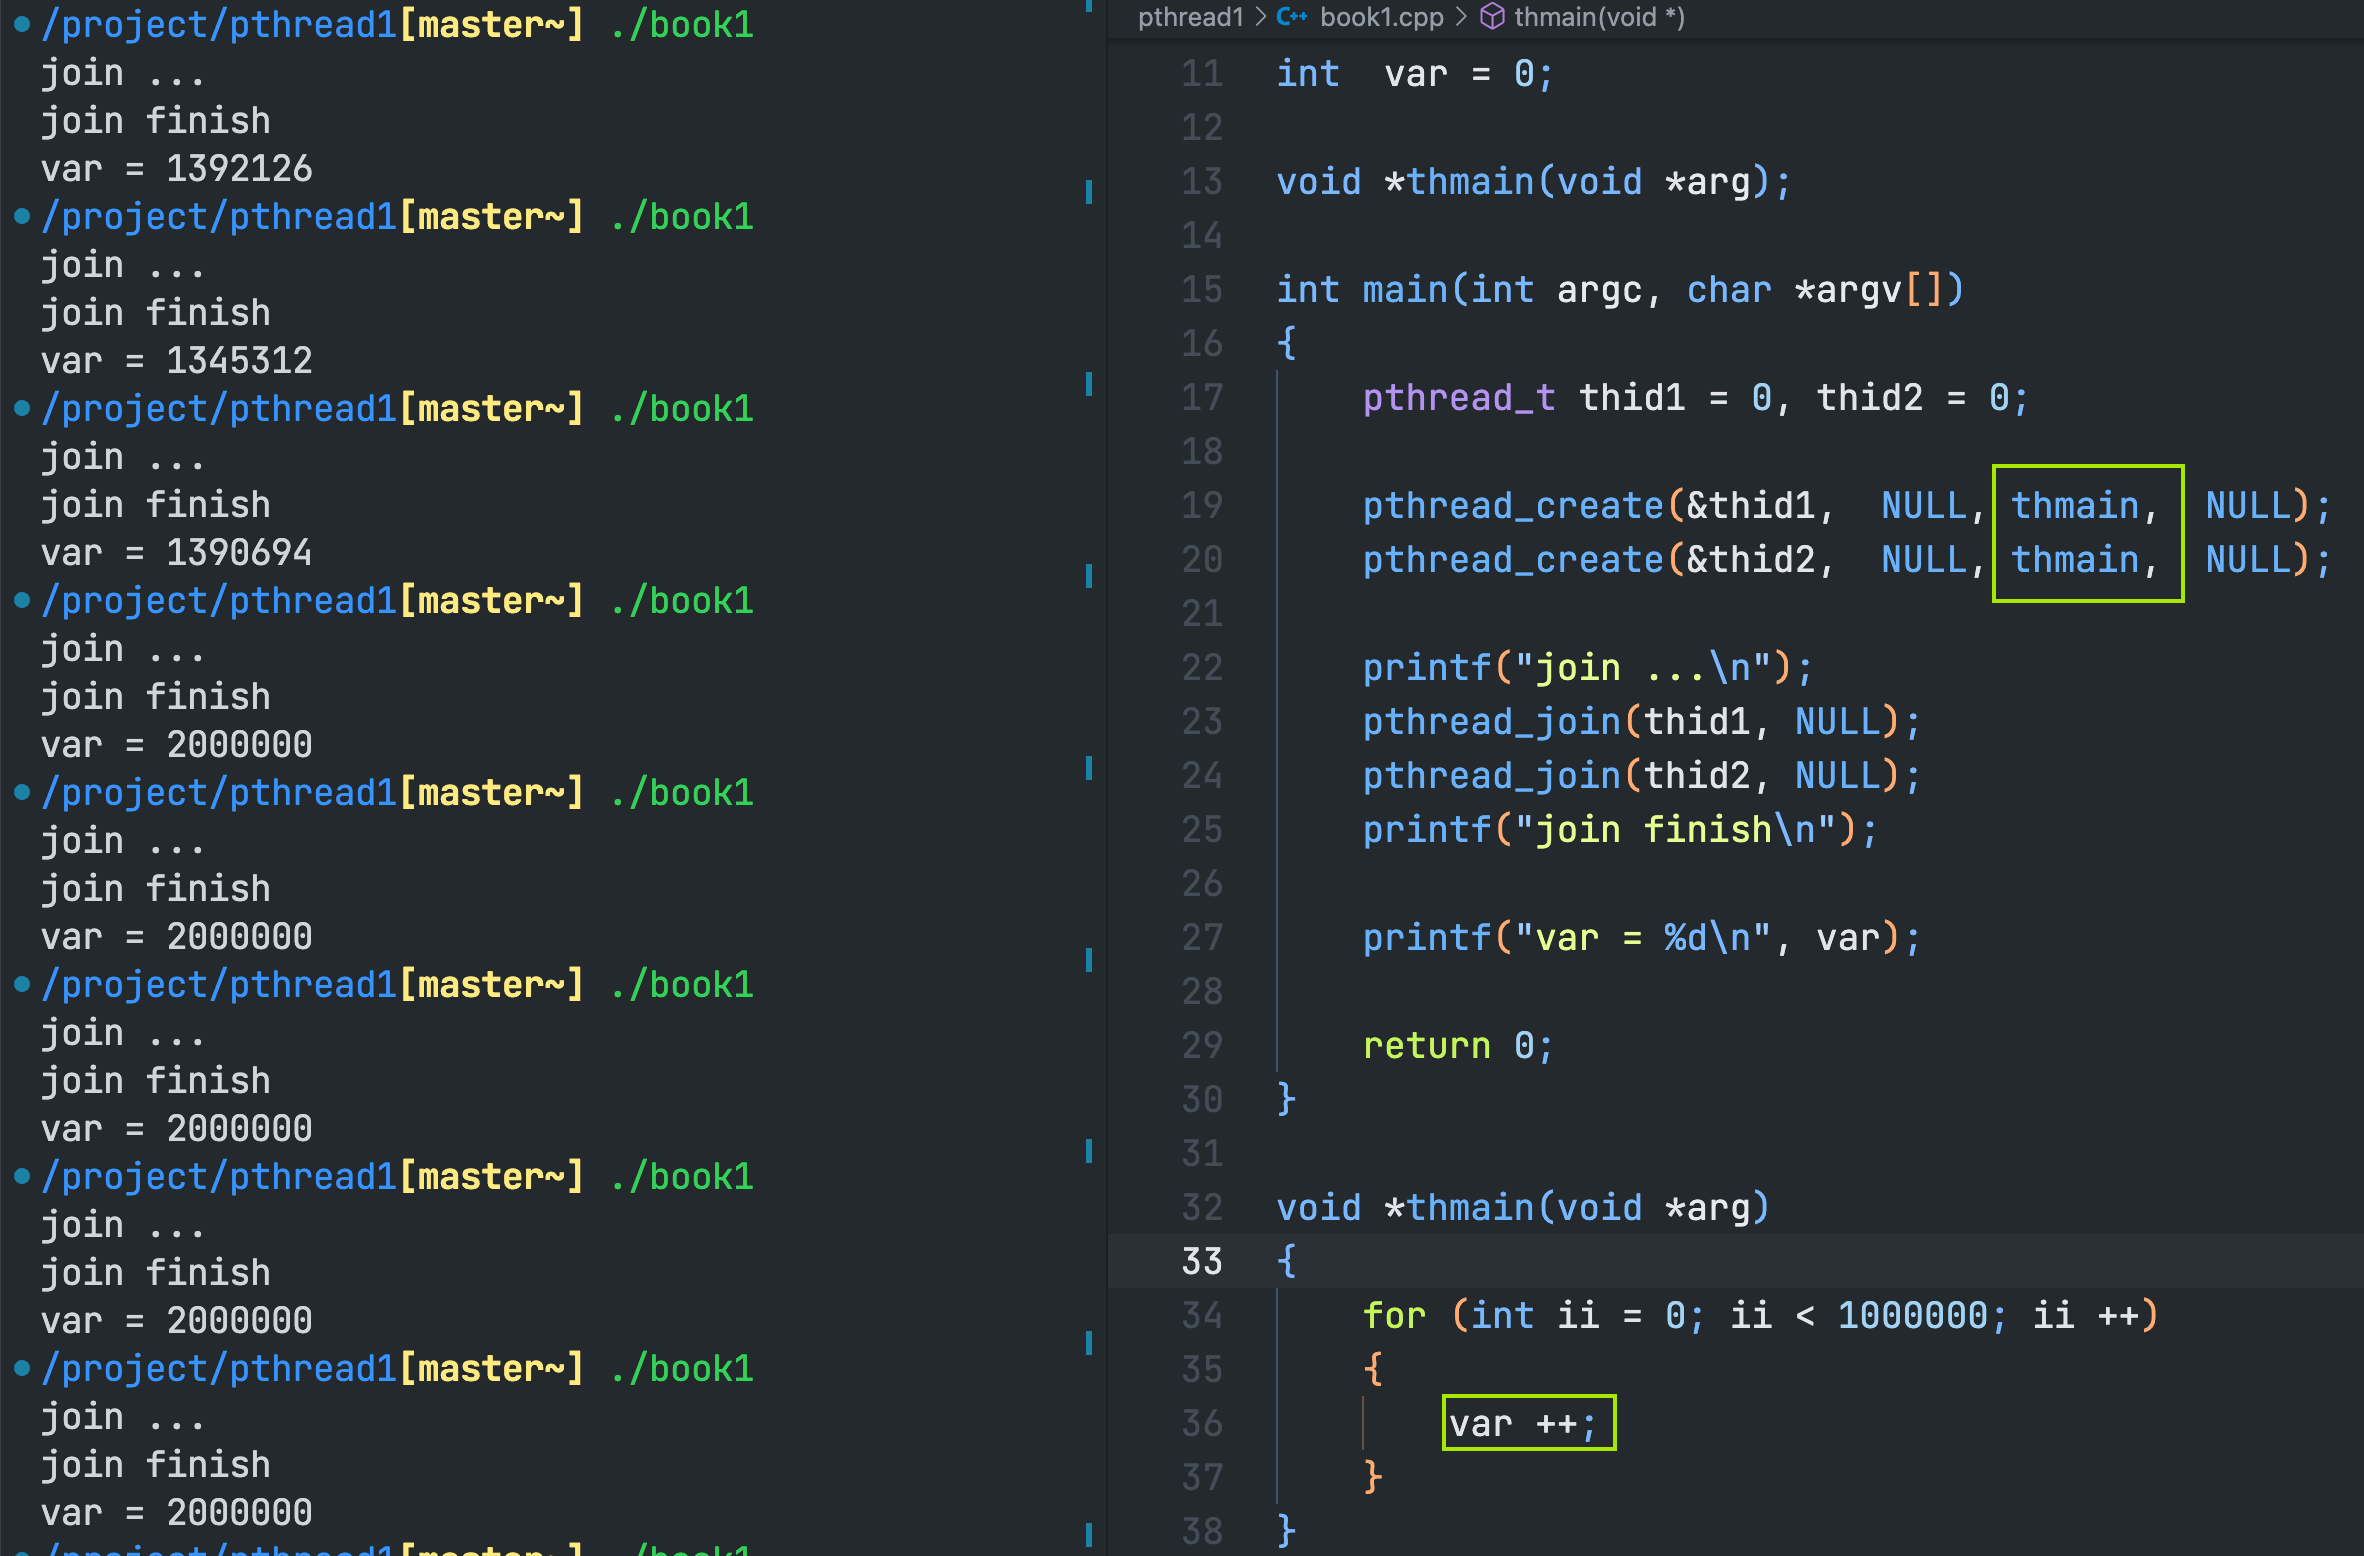 /project/pthread1[master~] ./book1
join ...
join finish
var = 1392126
/project/pthread1[master~] ./book1
join ...
join finish
var = 1345312
/project/pthread1[master~] ./book1
join ...
join finish
var = 1390694
/project/pthread1[master~] ./book1
join ...
join finish
var = 2000000
/project/pthread1[master~] ./book1
join ...
join finish
var = 2000000
/project/pthread1[master~] ./book1
join ...
join finish
var = 2000000
/project/pthread1[master~] ./book1
join ...
join finish
var = 2000000
/project/pthread1[master~] ./book1
join ...
join finish
var = 2000000
/project/pthread1[master~] ./book1
pthread1 > C++ book1.cpp > thmain(void *)
11 int  var = 0;
12
13 void *thmain(void *arg);
14
15 int main(int argc, char *argv[])
16 {
17     pthread_t thid1 = 0, thid2 = 0;
18
19     pthread_create(&thid1,  NULL, thmain,  NULL);
20     pthread_create(&thid2,  NULL, thmain,  NULL);
21
22     printf("join ...\n");
23     pthread_join(thid1, NULL);
24     pthread_join(thid2, NULL);
25     printf("join finish\n");
26
27     printf("var = %d\n", var);
28
29     return 0;
30 }
31
32 void *thmain(void *arg)
33 {
34     for (int ii = 0; ii < 1000000; ii ++)
35     {
36         var ++;
37     }
38 }